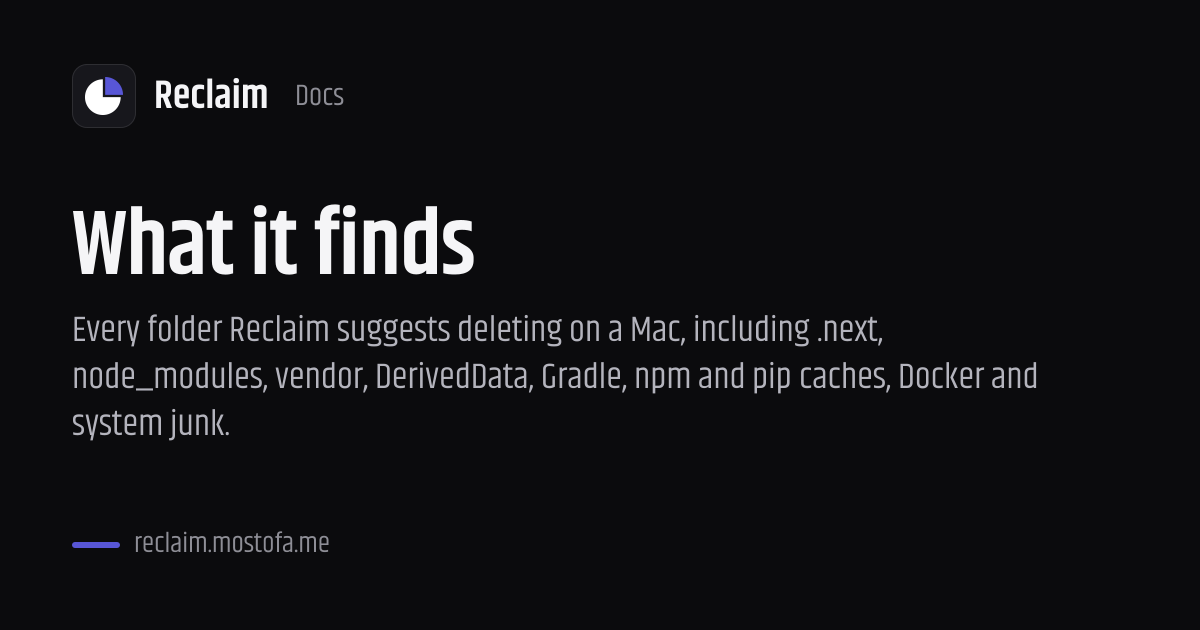 Reclaim Docs
What it finds
Every folder Reclaim suggests deleting on a Mac, including .next,
node_modules, vendor, DerivedData, Gradle, npm and pip caches, Docker and
system junk.
reclaim.mostofa.me